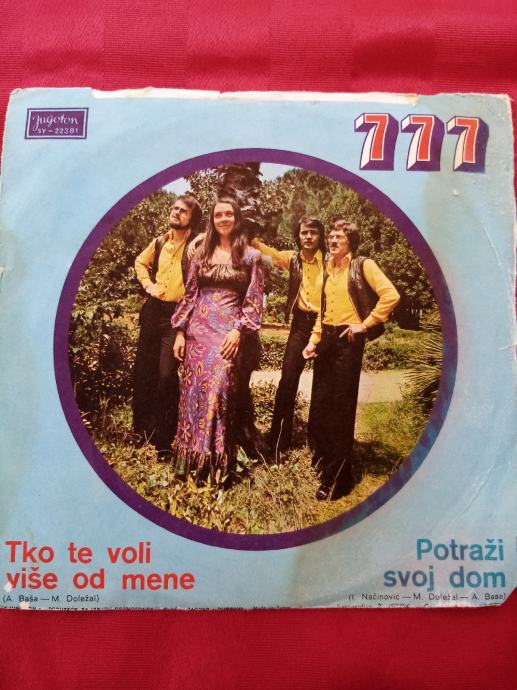 Jugoton
SY-22381
777
Tko te voli
više od mene
(A. Baša — M. Doležal)
Potraži
svoj dom
(I. Načinović — M. Doležal — A. Baša)